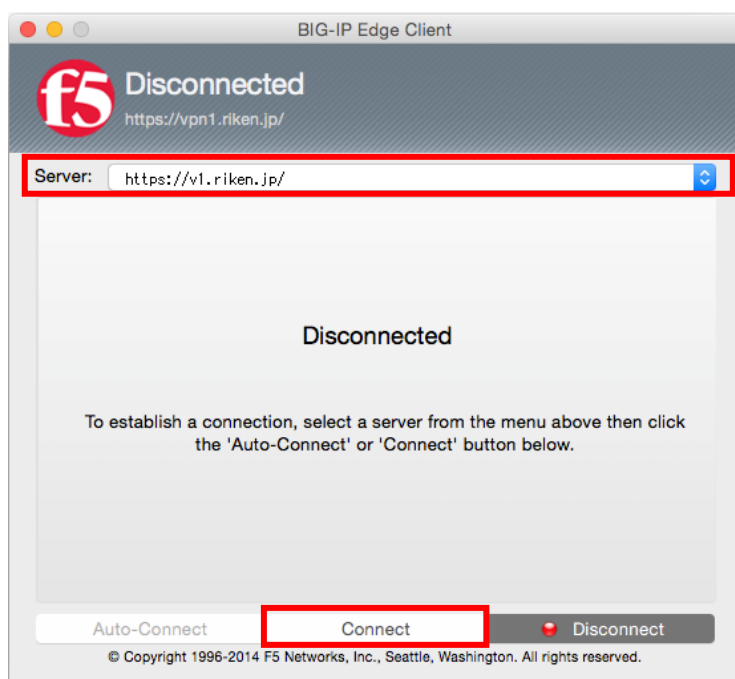 BIG-IP Edge Client
f5
Disconnected
https://vpn1.riken.jp/
Server: https://v1.riken.jp/
Disconnected
To establish a connection, select a server from the menu above then click
the 'Auto-Connect' or 'Connect' button below.
Auto-Connect Connect Disconnect
© Copyright 1996-2014 F5 Networks, Inc., Seattle, Washington. All rights reserved.